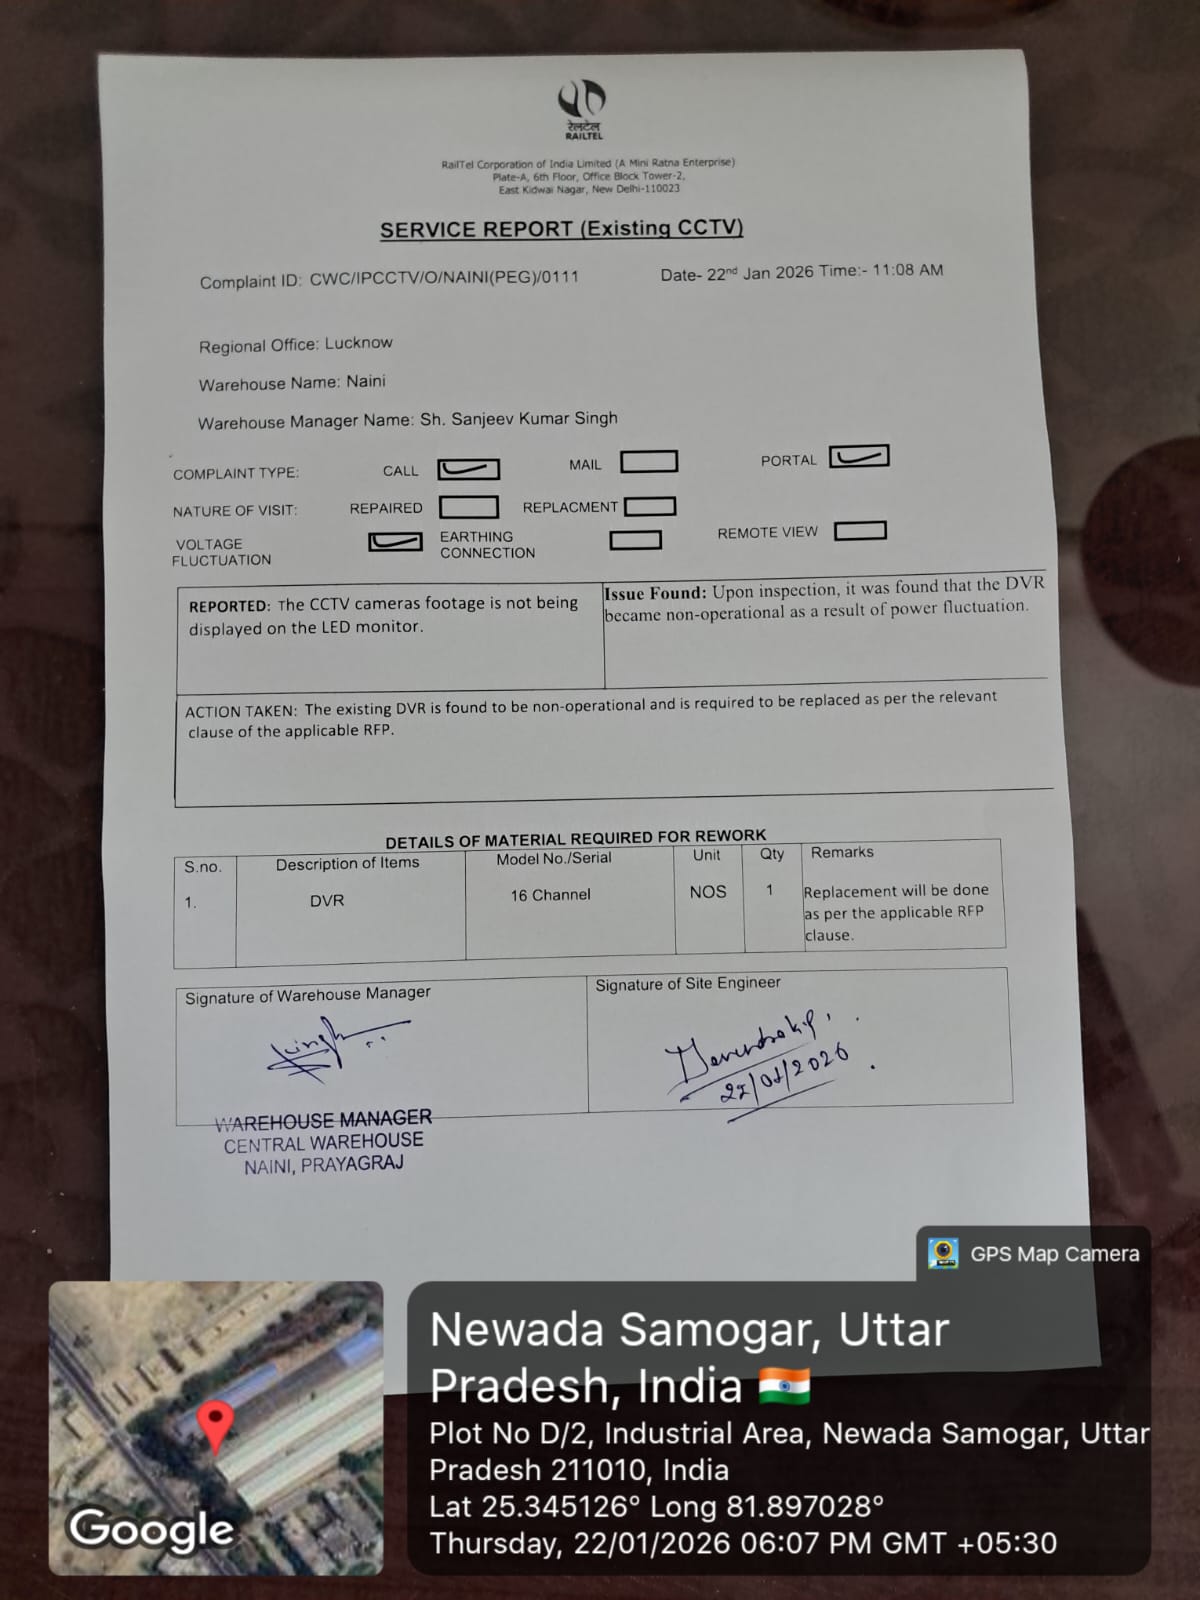 रेलटेल
RAILTEL
RailTel Corporation of India Limited (A Mini Ratna Enterprise)
Plate-A, 6th Floor, Office Block Tower-2,
East Kidwai Nagar, New Delhi-110023
SERVICE REPORT (Existing CCTV)
Complaint ID: CWC/IPCCTV/O/NAINI(PEG)/0111 Date- 22nd Jan 2026 Time:- 11:08 AM
Regional Office: Lucknow
Warehouse Name: Naini
Warehouse Manager Name: Sh. Sanjeev Kumar Singh
COMPLAINT TYPE: CALL MAIL PORTAL
NATURE OF VISIT: REPAIRED REPLACMENT
VOLTAGE FLUCTUATION EARTHING CONNECTION REMOTE VIEW
REPORTED: The CCTV cameras footage is not being
displayed on the LED monitor.
Issue Found: Upon inspection, it was found that the DVR
became non-operational as a result of power fluctuation.
ACTION TAKEN: The existing DVR is found to be non-operational and is required to be replaced as per the relevant
clause of the applicable RFP.
DETAILS OF MATERIAL REQUIRED FOR REWORK
S.no. Description of Items Model No./Serial Unit Qty Remarks
1. DVR 16 Channel NOS 1 Replacement will be done
as per the applicable RFP
clause.
Signature of Warehouse Manager
Singh
WAREHOUSE MANAGER
CENTRAL WAREHOUSE
NAINI, PRAYAGRAJ
Signature of Site Engineer
22/01/2026
GPS Map Camera
Google
Newada Samogar, Uttar
Pradesh, India
Plot No D/2, Industrial Area, Newada Samogar, Uttar
Pradesh 211010, India
Lat 25.345126° Long 81.897028°
Thursday, 22/01/2026 06:07 PM GMT +05:30